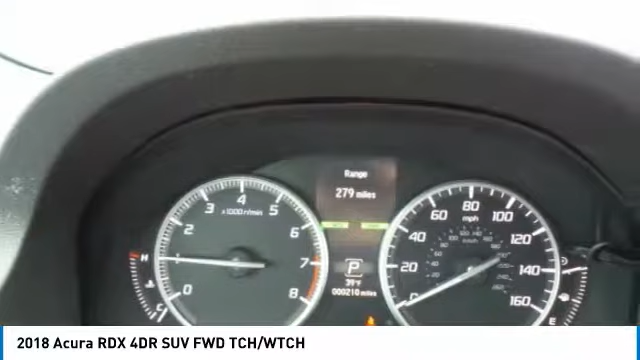 Range
279 miles
x1000r/min
0
1
2
3
4
5
6
7
8
H
C
P
39°F
000210 miles
mph
0
20
40
60
80
100
120
140
160
E
2018 Acura RDX 4DR SUV FWD TCH/WTCH